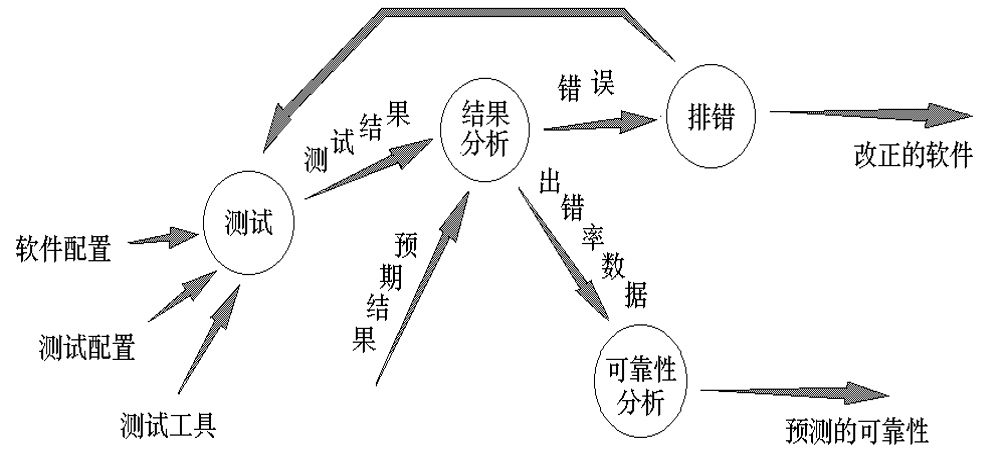 错误
结果
分析
排错
测试结果
改正的软件
测试
出错率数据
软件配置
预期结果
测试配置
可靠性
分析
测试工具
预测的可靠性